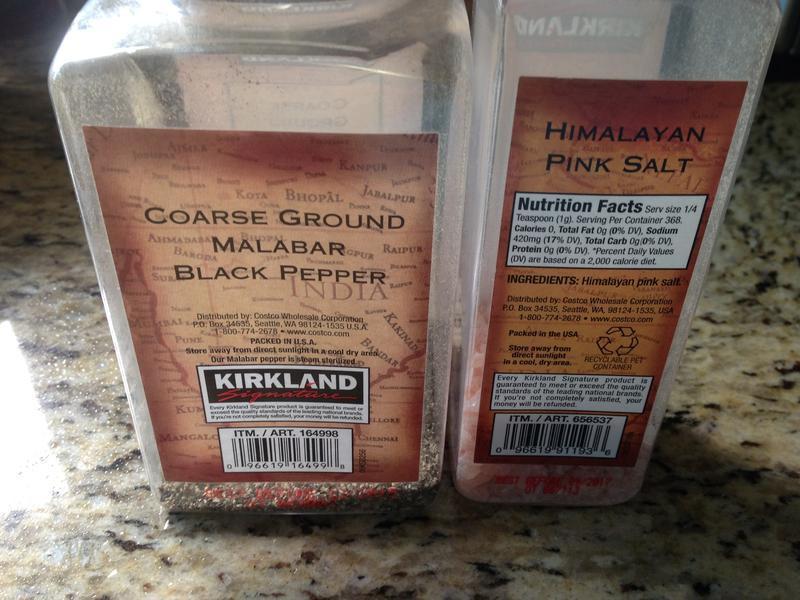 COARSE GROUND
MALABAR
BLACK PEPPER
KANPUR
KOTA
BHOPĀL
JABALPUR
RAIPUR
BARODA
INDIA
Distributed by: Costco Wholesale Corporation
P.O. Box 34535, Seattle, WA 98124-1535 U.S.A
1-800-774-2678 • www.costco.com
PACKED IN U.S.A.
Store away from direct sunlight in a cool dry area.
Our Malabar pepper is steam sterilized.
KIRKLAND
Signature
Every Kirkland Signature product is guaranteed to meet or
exceed the quality standards of the leading national brands.
If you're not completely satisfied, your money will be refunded.
CHENNAI
ITM. / ART. 164998
0 96619 16499 8
KIRKLAND
HIMALAYAN
PINK SALT
Nutrition Facts Serv size 1/4
Teaspoon (1g). Serving Per Container 368.
Calories 0, Total Fat 0g (0% DV), Sodium
420mg (17% DV), Total Carb 0g(0% DV),
Protein 0g (0% DV). *Percent Daily Values
(DV) are based on a 2,000 calorie diet.
INGREDIENTS: Himalayan pink salt.
Distributed by: Costco Wholesale Corporation
P.O. Box 34535, Seattle, WA 98124-1535, USA
1-800-774-2678 • www.costco.com
Packed in the USA
Store away from
direct sunlight
in a cool, dry area.
RECYCLABLE PET
CONTAINER
Every Kirkland Signature product is
guaranteed to meet or exceed the quality
standards of the leading national brands.
If you're not completely satisfied, your
money will be refunded.
ITM. / ART. 656537
0 96619 91193 6
BEST BEFORE 04/2017